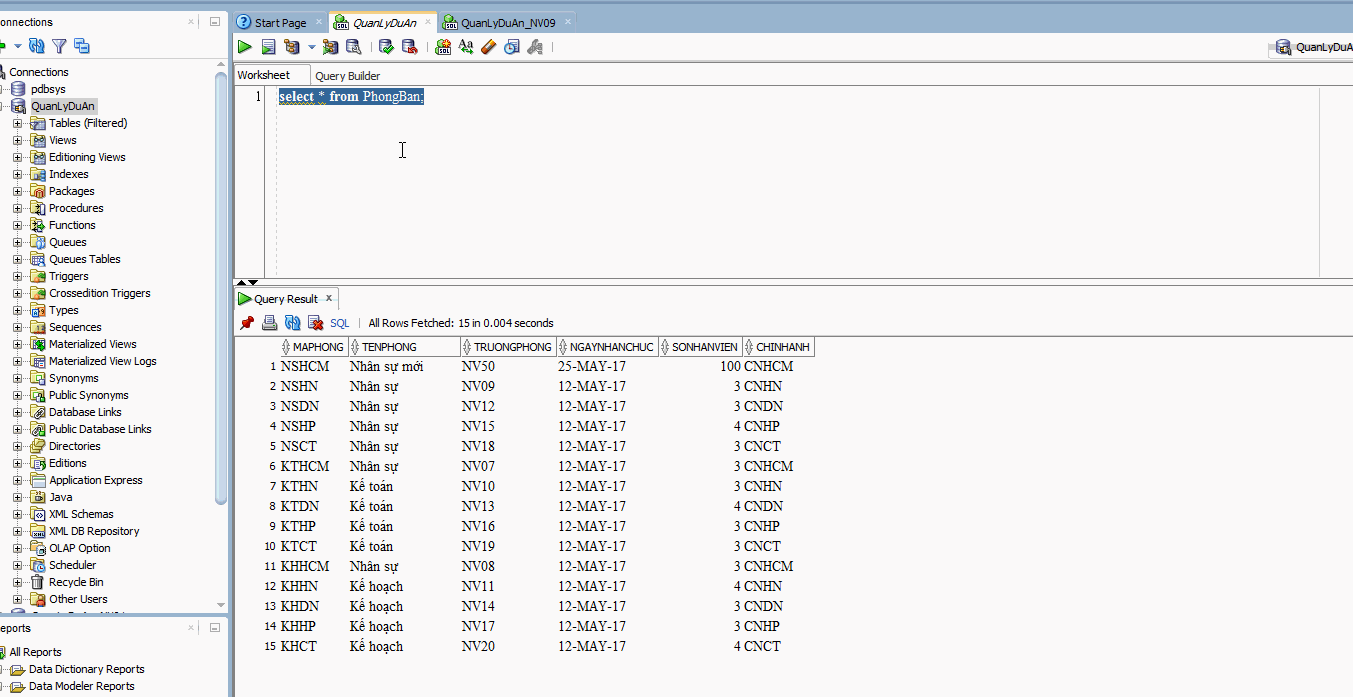 onnections
Connections
pdbsys
QuanLyDuAn
Tables (Filtered)
Views
Editioning Views
Indexes
Packages
Procedures
Functions
Queues
Queues Tables
Triggers
Crossedition Triggers
Types
Sequences
Materialized Views
Materialized View Logs
Synonyms
Public Synonyms
Database Links
Public Database Links
Directories
Editions
Application Express
Java
XML Schemas
XML DB Repository
OLAP Option
Scheduler
Recycle Bin
Other Users
eports
All Reports
Data Dictionary Reports
Data Modeler Reports
Start Page QuanLyDuAn QuanLyDuAn_NV09
QuanLyDuA
Worksheet Query Builder
1 select * from PhongBan;
Query Result
SQL | All Rows Fetched: 15 in 0.004 seconds
MAPHONG TENPHONG TRUONGPHONG NGAYNHANCHUC SONHANVIEN CHINHANH
1 NSHCM Nhân sự mới NV50 25-MAY-17 100 CNHCM
2 NSHN Nhân sự NV09 12-MAY-17 3 CNHN
3 NSDN Nhân sự NV12 12-MAY-17 3 CNDN
4 NSHP Nhân sự NV15 12-MAY-17 4 CNHP
5 NSCT Nhân sự NV18 12-MAY-17 3 CNCT
6 KTHCM Nhân sự NV07 12-MAY-17 3 CNHCM
7 KTHN Kế toán NV10 12-MAY-17 3 CNHN
8 KTDN Kế toán NV13 12-MAY-17 4 CNDN
9 KTHP Kế toán NV16 12-MAY-17 3 CNHP
10 KTCT Kế toán NV19 12-MAY-17 3 CNCT
11 KHHCM Nhân sự NV08 12-MAY-17 3 CNHCM
12 KHHN Kế hoạch NV11 12-MAY-17 4 CNHN
13 KHDN Kế hoạch NV14 12-MAY-17 3 CNDN
14 KHHP Kế hoạch NV17 12-MAY-17 3 CNHP
15 KHCT Kế hoạch NV20 12-MAY-17 4 CNCT